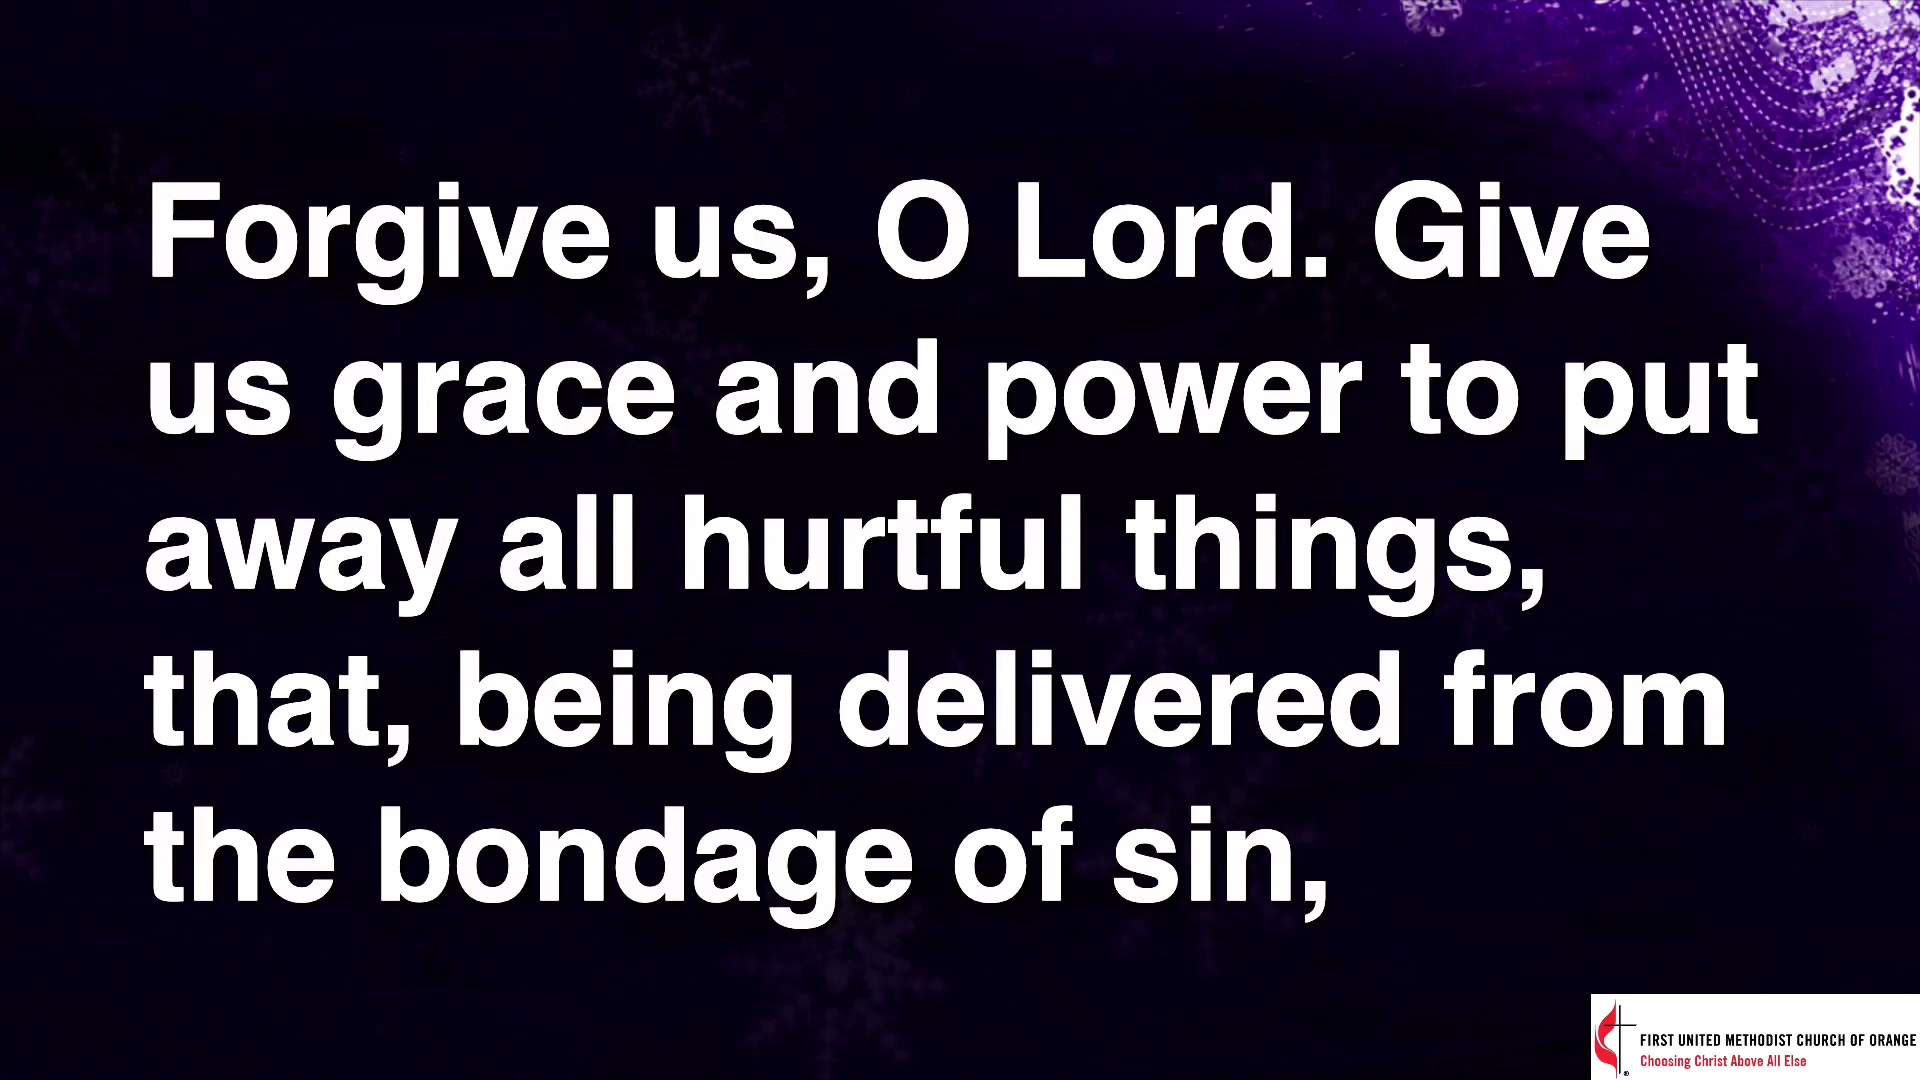 Forgive us, O Lord. Give
us grace and power to put
away all hurtful things,
that, being delivered from
the bondage of sin,
FIRST UNITED METHODIST CHURCH OF ORANGE
Choosing Christ Above All Else